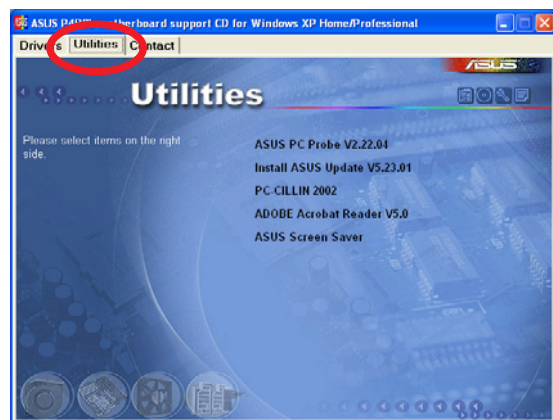 ASUS motherboard support CD for Windows XP Home/Professional
Drivers Utilities Contact
ASUS
Utilities
Please select items on the right
side.
ASUS PC Probe V2.22.04
Install ASUS Update V5.23.01
PC-CILLIN 2002
ADOBE Acrobat Reader V5.0
ASUS Screen Saver